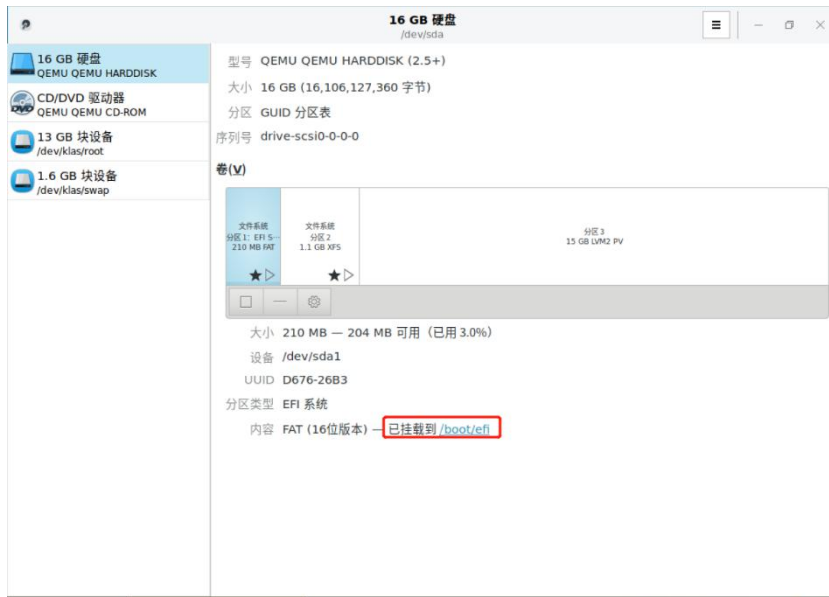 16 GB 硬盘
/dev/sda
16 GB 硬盘
QEMU QEMU HARDDISK
CD/DVD 驱动器
QEMU QEMU CD-ROM
13 GB 块设备
/dev/klas/root
1.6 GB 块设备
/dev/klas/swap
型号 QEMU QEMU HARDDISK (2.5+)
大小 16 GB (16,106,127,360 字节)
分区 GUID 分区表
序列号 drive-scsi0-0-0-0
卷(V)
文件系统
分区 1: EFI S…
210 MB FAT
文件系统
分区 2
1.1 GB XFS
分区 3
15 GB LVM2 PV
大小 210 MB — 204 MB 可用（已用 3.0%）
设备 /dev/sda1
UUID D676-26B3
分区类型 EFI 系统
内容 FAT (16位版本) — 已挂载到 /boot/efi